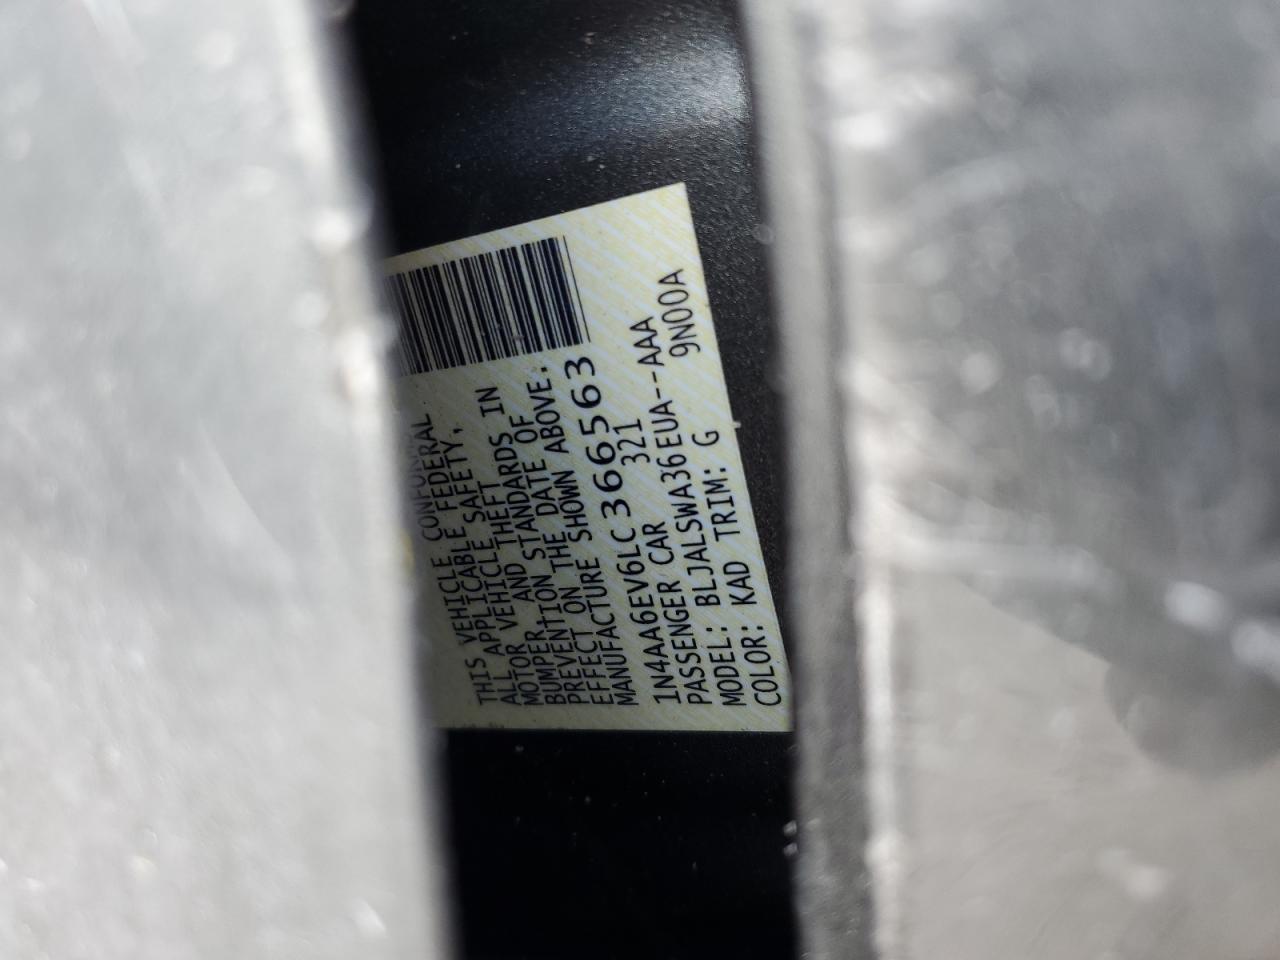 CONFORMS
THIS VEHICLE FEDERAL
ALL APPLICABLE SAFETY,
MOTOR VEHICLE THEFT IN
BUMPER, AND STANDARDS OF
PREVENTION THE DATE ABOVE.
EFFECT ON SHOWN
MANUFACTURE
1N4AA6EV6LC366563 321
PASSENGER CAR
MODEL: BLJALSWA36EUA--AAA
COLOR: KAD TRIM: G 9N00A